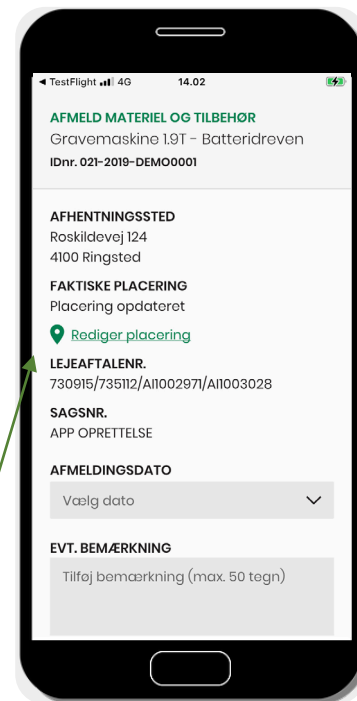 ◄ TestFlight 4G 14.02
AFMELD MATERIEL OG TILBEHØR
Gravemaskine 1.9T - Batteridreven
IDnr. 021-2019-DEMO0001
AFHENTNINGSSTED
Roskildevej 124
4100 Ringsted
FAKTISKE PLACERING
Placering opdateret
Rediger placering
LEJEAFTALENR.
730915/735112/AI1002971/AI1003028
SAGSNR.
APP OPRETTELSE
AFMELDINGSDATO
Vælg dato
EVT. BEMÆRKNING
Tilføj bemærkning (max. 50 tegn)